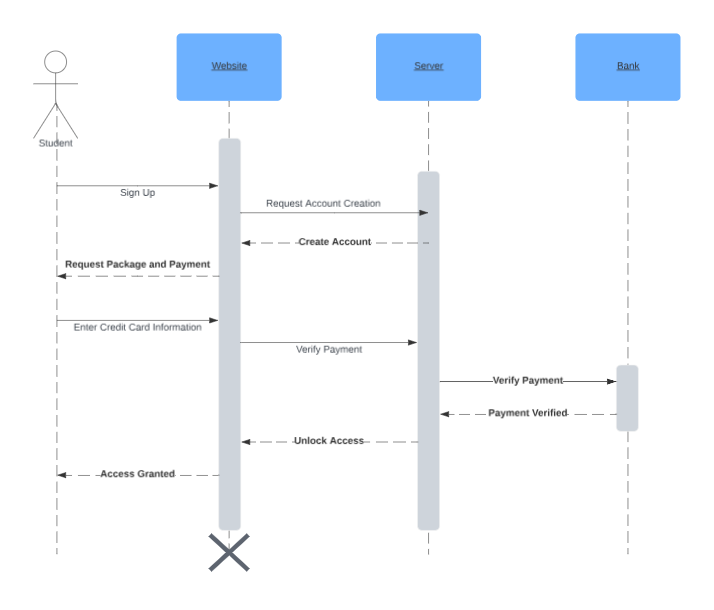 Website
Server
Bank
Student
Sign Up
Request Account Creation
Create Account
Request Package and Payment
Enter Credit Card Information
Verify Payment
Verify Payment
Payment Verified
Unlock Access
Access Granted